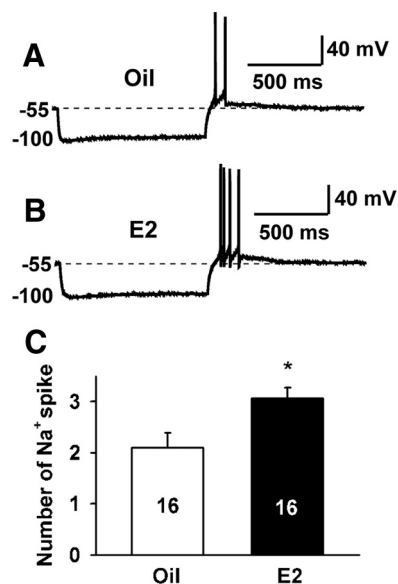 A
Oil
40 mV
500 ms
-55
-100
B
E2
40 mV
500 ms
-55
-100
C
Number of Na+ spike
3
2
1
0
*
16
16
Oil
E2